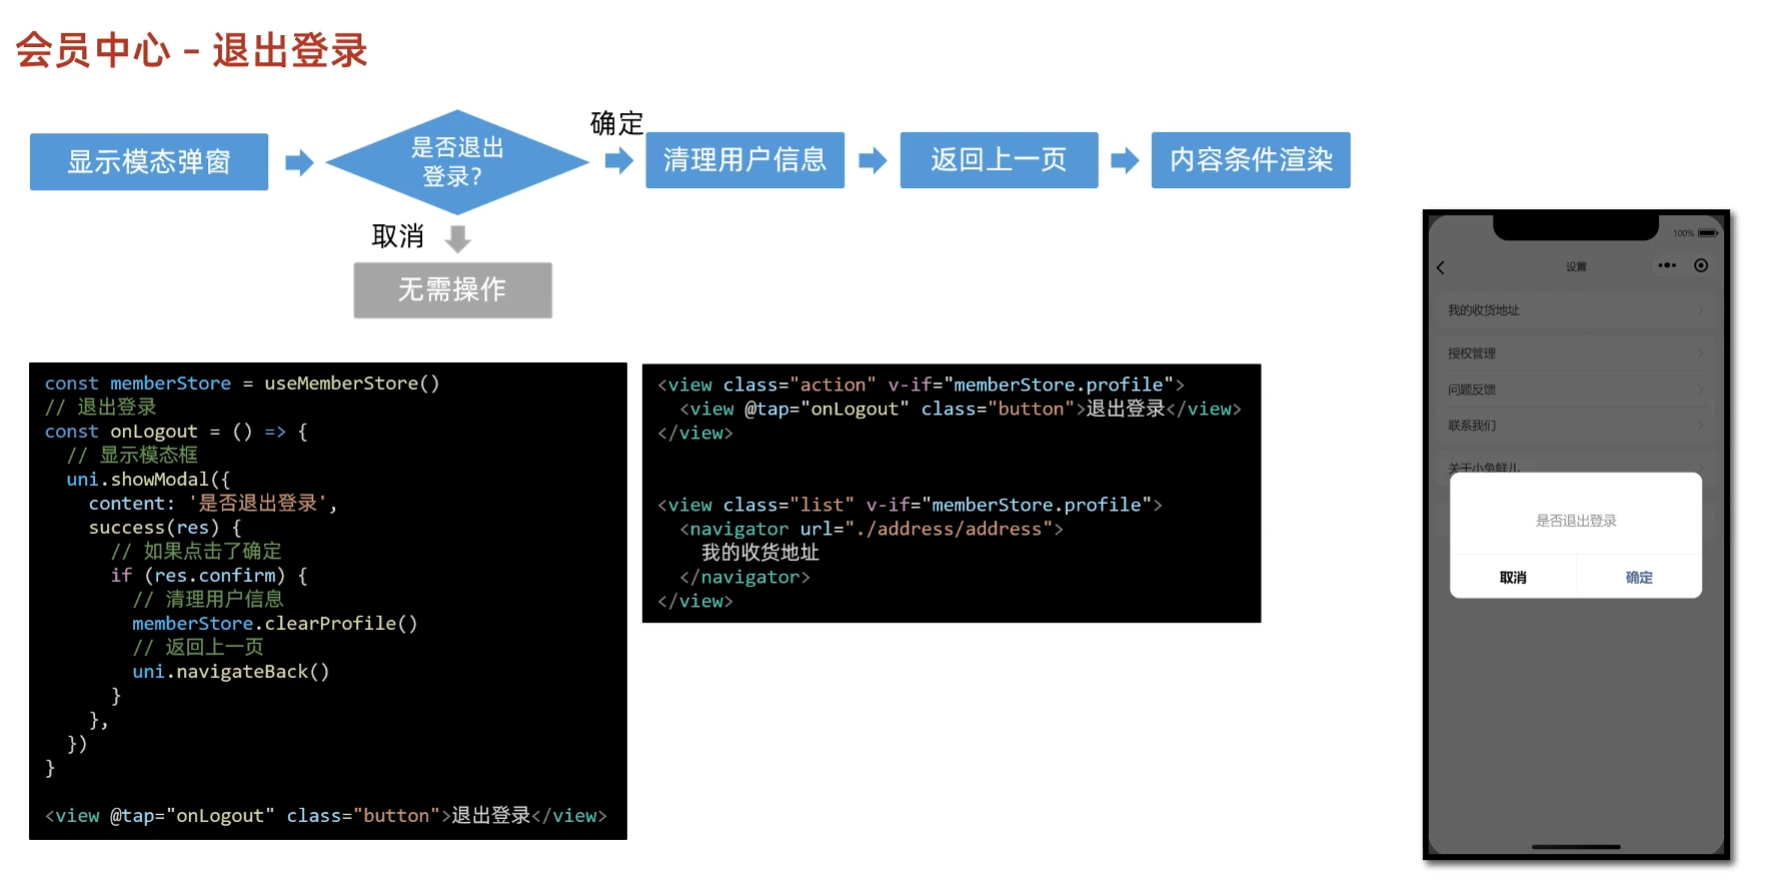 会员中心 – 退出登录
显示模态弹窗
是否退出
登录?
确定
清理用户信息
返回上一页
内容条件渲染
取消
无需操作
const memberStore = useMemberStore()
// 退出登录
const onLogout = () => {
  // 显示模态框
  uni.showModal({
    content: '是否退出登录',
    success(res) {
      // 如果点击了确定
      if (res.confirm) {
        // 清理用户信息
        memberStore.clearProfile()
        // 返回上一页
        uni.navigateBack()
      }
    },
  })
}
<view @tap="onLogout" class="button">退出登录</view>
<view class="action" v-if="memberStore.profile">
  <view @tap="onLogout" class="button">退出登录</view>
</view>
<view class="list" v-if="memberStore.profile">
  <navigator url="./address/address">
    我的收货地址
  </navigator>
</view>
100%
设置
我的收货地址
授权管理
问题反馈
联系我们
关于小兔鲜儿
是否退出登录
取消
确定